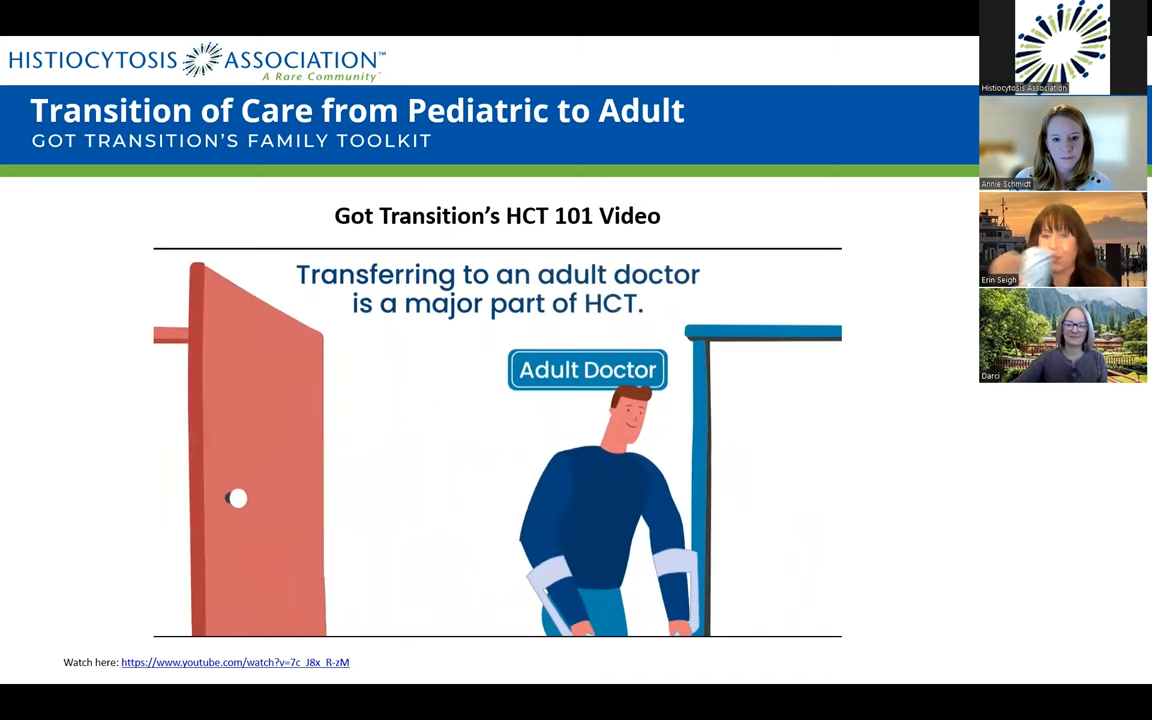 HISTIOCYTOSIS ASSOCIATION™
A Rare Community™
Transition of Care from Pediatric to Adult
GOT TRANSITION'S FAMILY TOOLKIT
Got Transition's HCT 101 Video
Transferring to an adult doctor
is a major part of HCT.
Adult Doctor
Watch here: https://www.youtube.com/watch?v=7c_J8x_R-zM
Histiocytosis Association
Annie Schmidt
Erin Seigh
Darci